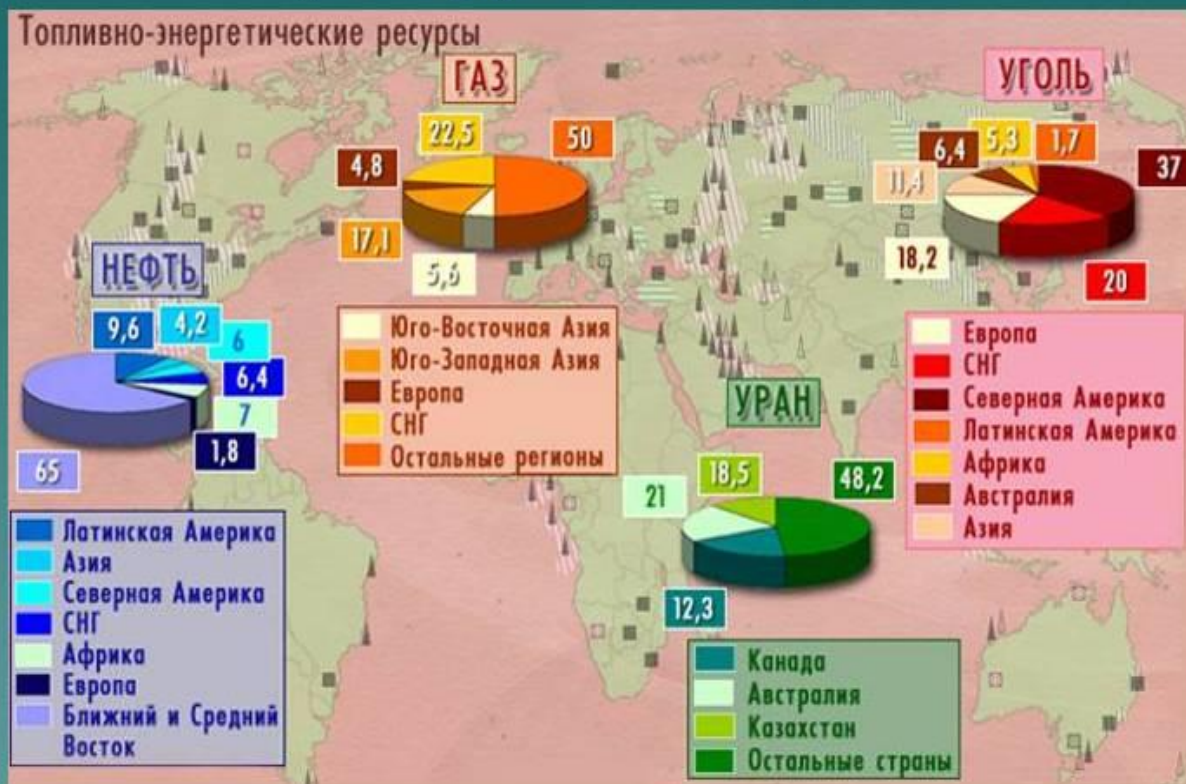 Топливно-энергетические ресурсы
ГАЗ
22,5
50
4,8
17,1
5,6
Юго-Восточная Азия
Юго-Западная Азия
Европа
СНГ
Остальные регионы
УГОЛЬ
5,3
1,7
6,4
37
11,4
18,2
20
Европа
СНГ
Северная Америка
Латинская Америка
Африка
Австралия
Азия
НЕФТЬ
9,6
4,2
6
6,4
7
1,8
65
Латинская Америка
Азия
Северная Америка
СНГ
Африка
Европа
Ближний и Средний
Восток
УРАН
18,5
48,2
21
12,3
Канада
Австралия
Казахстан
Остальные страны